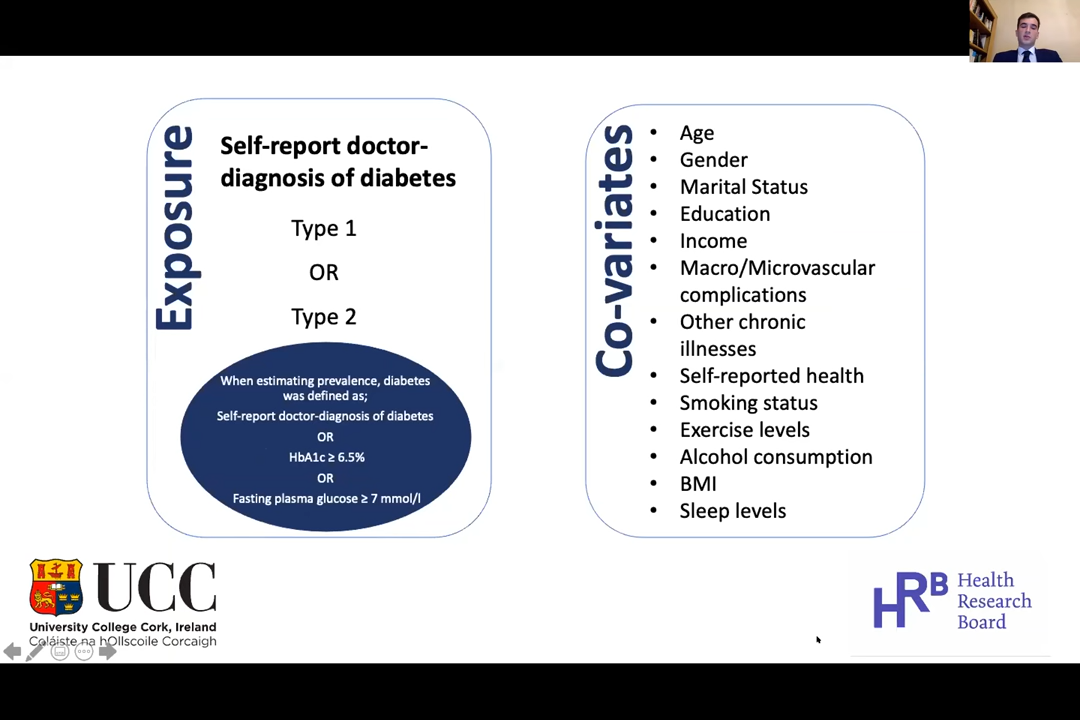 Exposure
Self-report doctor-
diagnosis of diabetes
Type 1
OR
Type 2
When estimating prevalence, diabetes
was defined as;
Self-report doctor-diagnosis of diabetes
OR
HbA1c ≥ 6.5%
OR
Fasting plasma glucose ≥ 7 mmol/l
Co-variates
• Age
• Gender
• Marital Status
• Education
• Income
• Macro/Microvascular
complications
• Other chronic
illnesses
• Self-reported health
• Smoking status
• Exercise levels
• Alcohol consumption
• BMI
• Sleep levels
UCC
University College Cork, Ireland
Coláiste na hOllscoile Corcaigh
HRB
Health
Research
Board